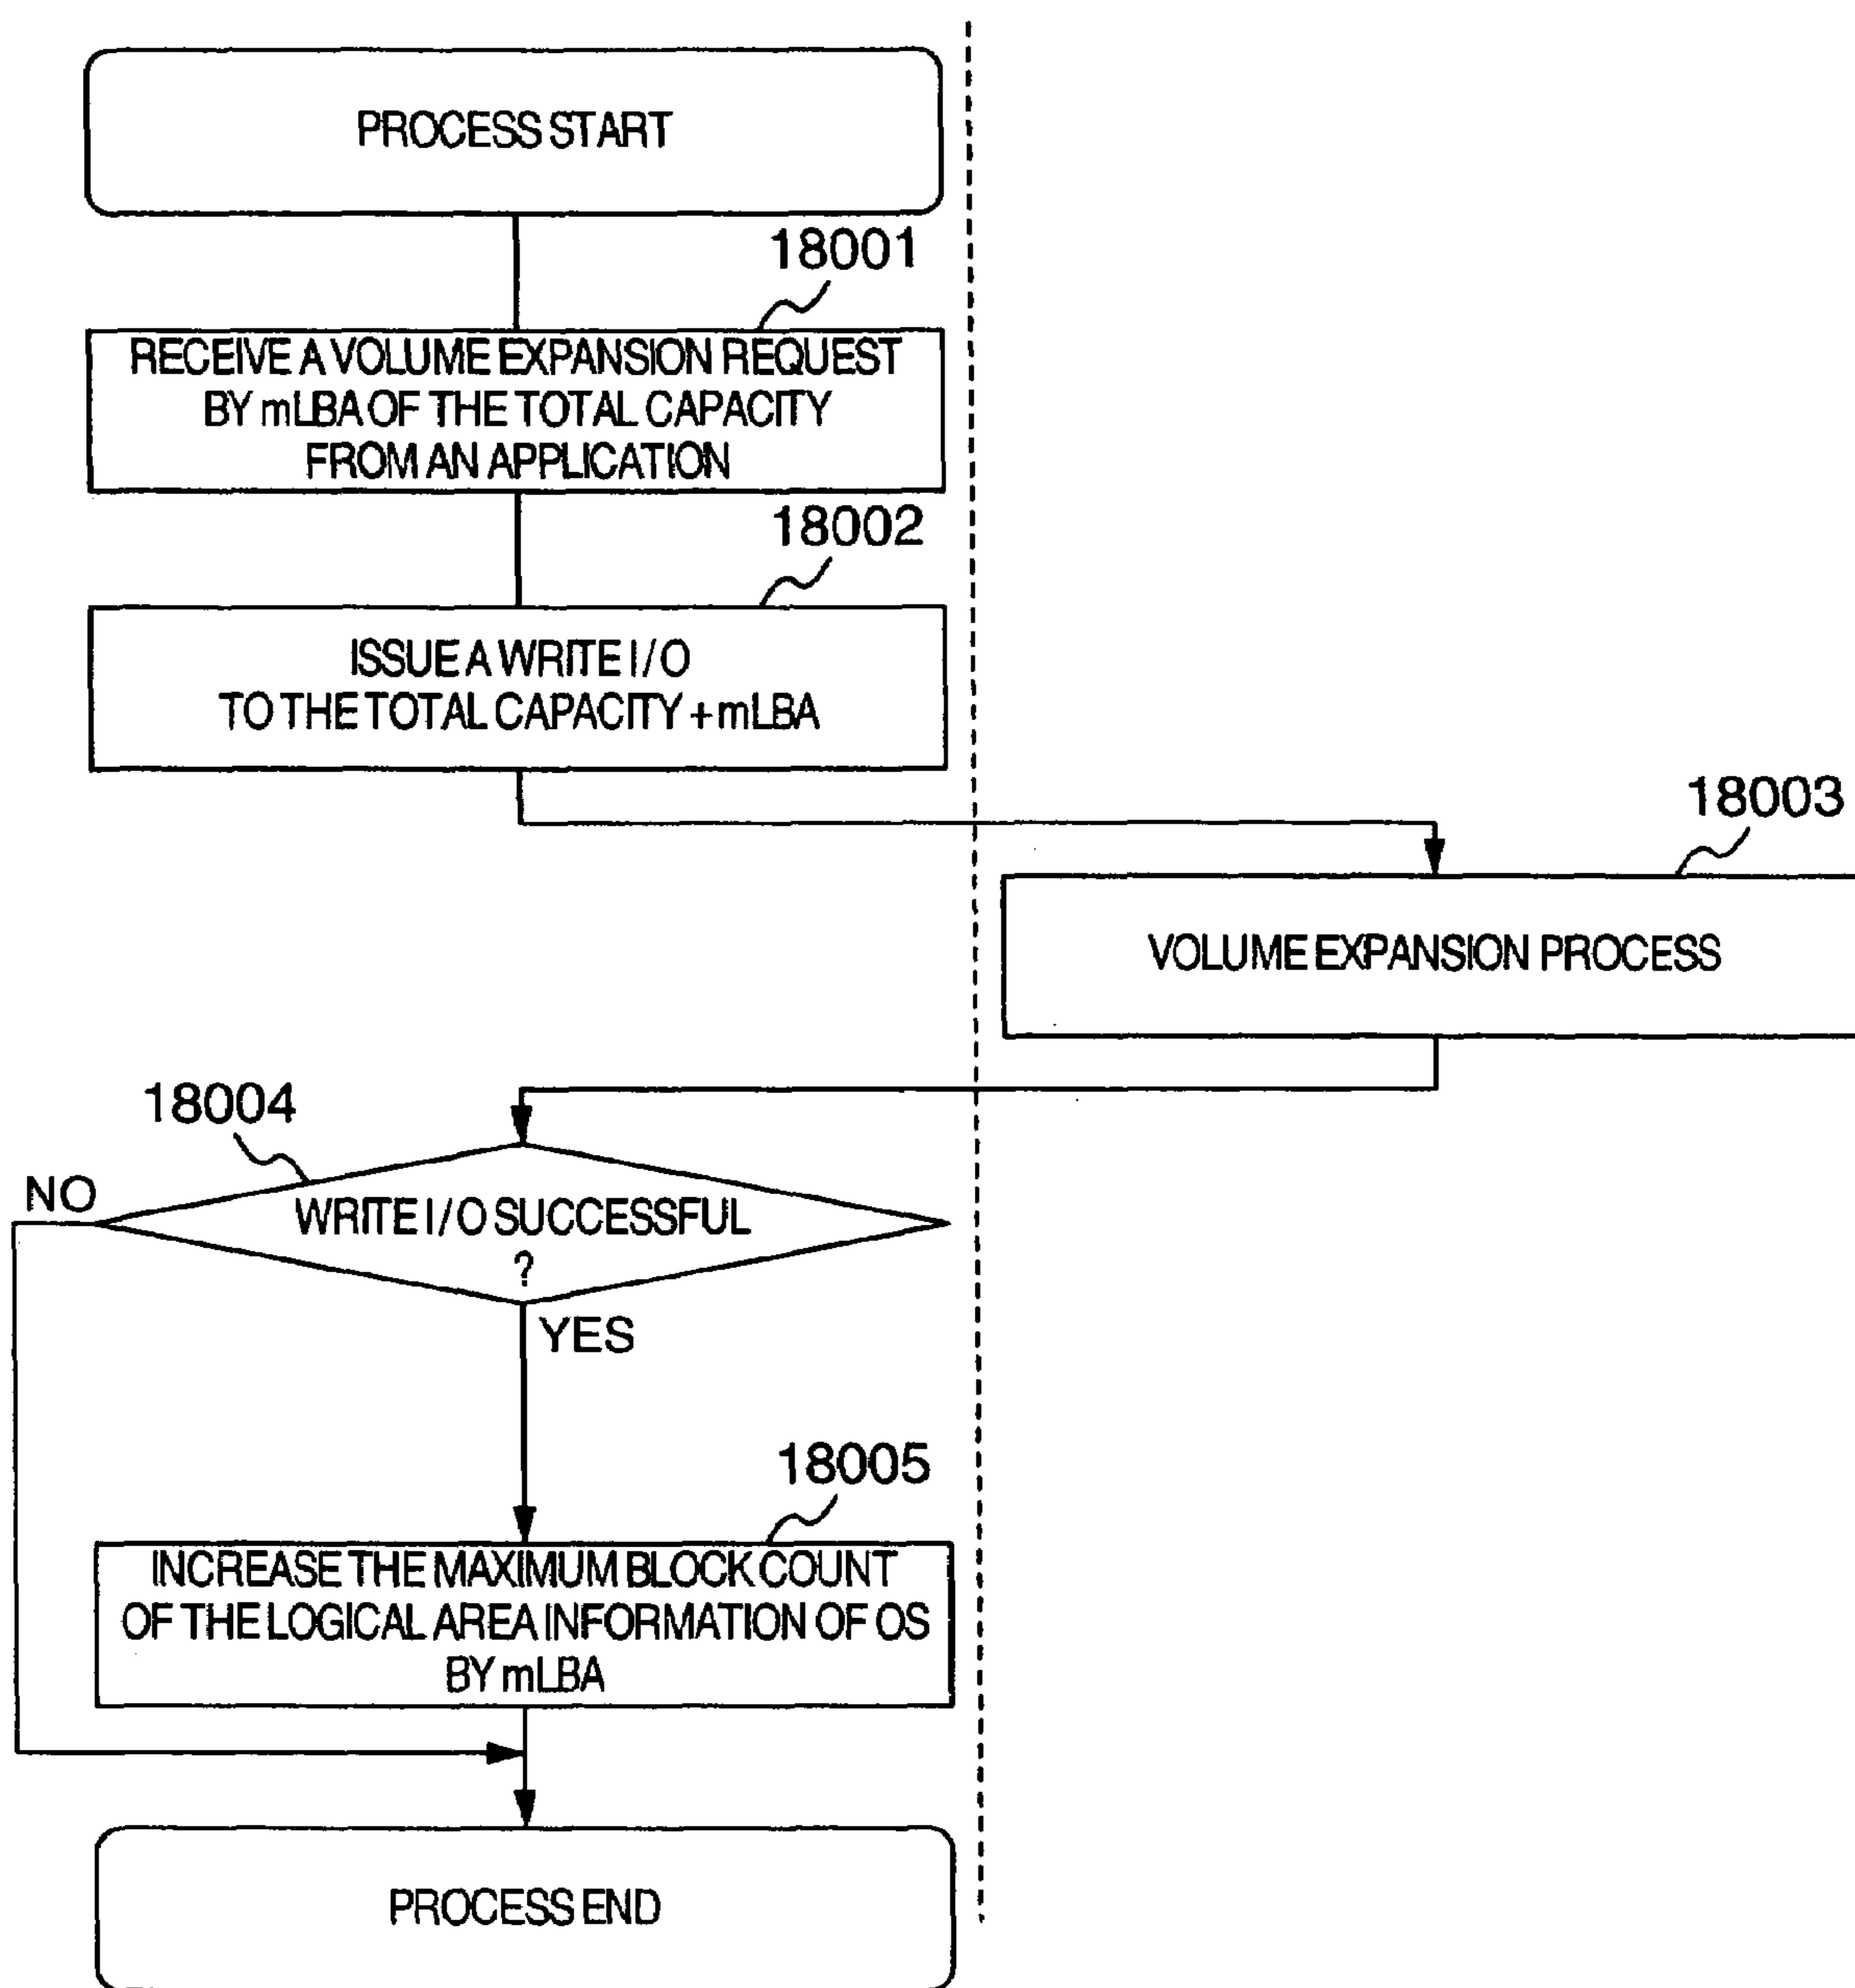 PROCESS START
18001
RECEIVE A VOLUME EXPANSION REQUEST
BY mLBA OF THE TOTAL CAPACITY
FROM AN APPLICATION
18002
ISSUE A WRITE I/O
TO THE TOTAL CAPACITY + mLBA
18003
VOLUME EXPANSION PROCESS
18004
NO
WRITE I/O SUCCESSFUL
?
YES
18005
INCREASE THE MAXIMUM BLOCK COUNT
OF THE LOGICAL AREA INFORMATION OF OS
BY mLBA
PROCESS END